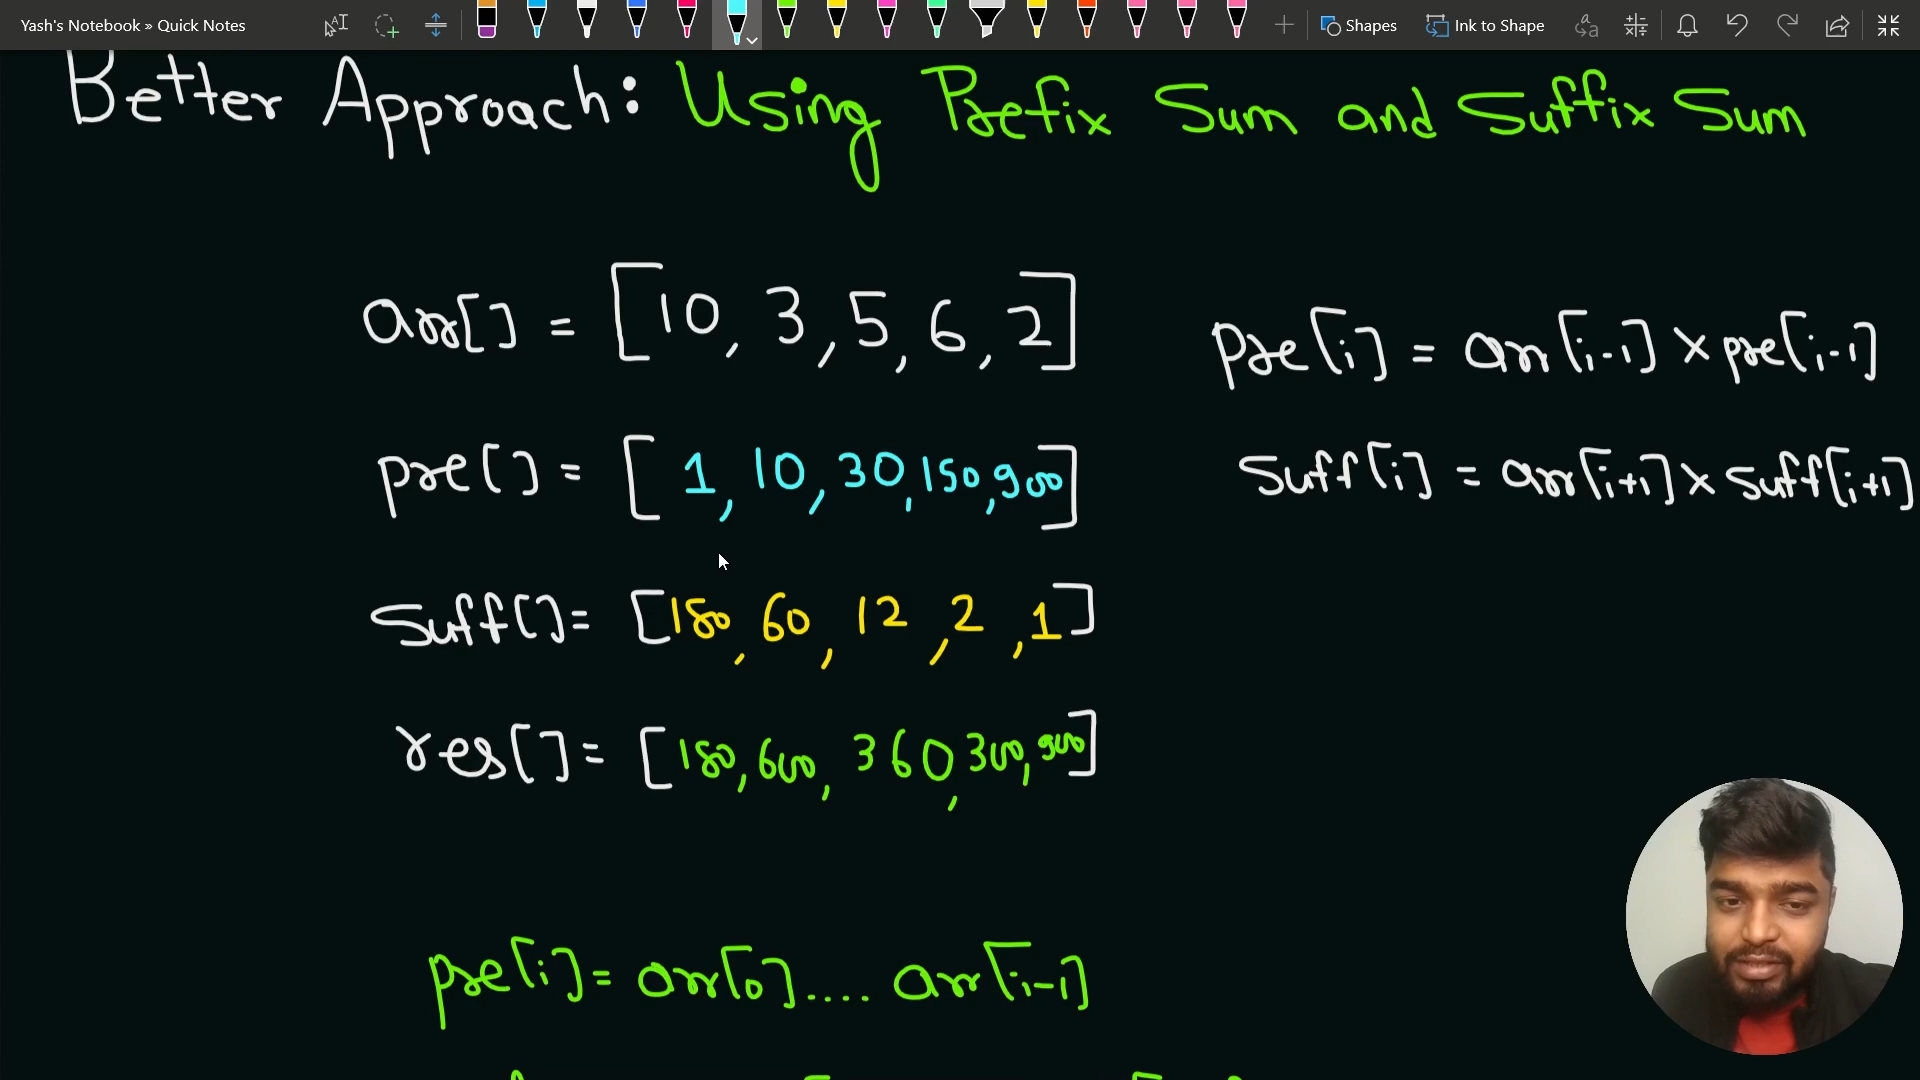 Yash's Notebook » Quick Notes
Shapes
Ink to Shape
Better Approach: Using Prefix Sum and Suffix Sum
arr[] = [10, 3, 5, 6, 2]
pre[i] = arr[i-1] × pre[i-1]
pre[] = [1, 10, 30, 150, 900]
suff[i] = arr[i+1] × suff[i+1]
Suff[] = [180, 60, 12, 2, 1]
res[] = [180, 600, 360, 300, 900]
pre[i] = arr[0].... arr[i-1]